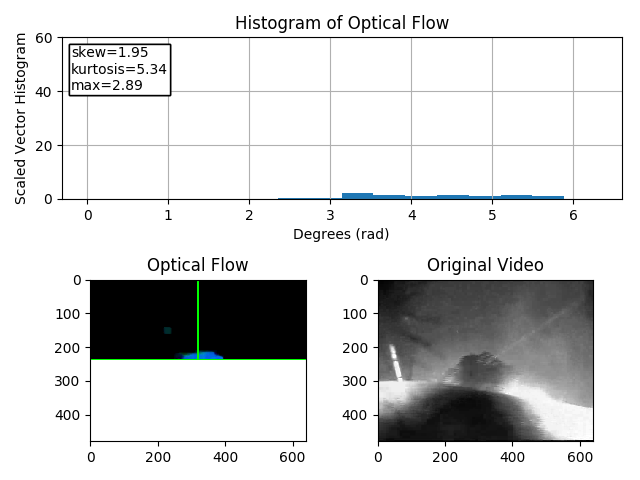 Histogram of Optical Flow
Scaled Vector Histogram
60
40
20
0
skew=1.95
kurtosis=5.34
max=2.89
0 1 2 3 4 5 6
Degrees (rad)
Optical Flow
0
100
200
300
400
0 200 400 600
Original Video
0
100
200
300
400
0 200 400 600